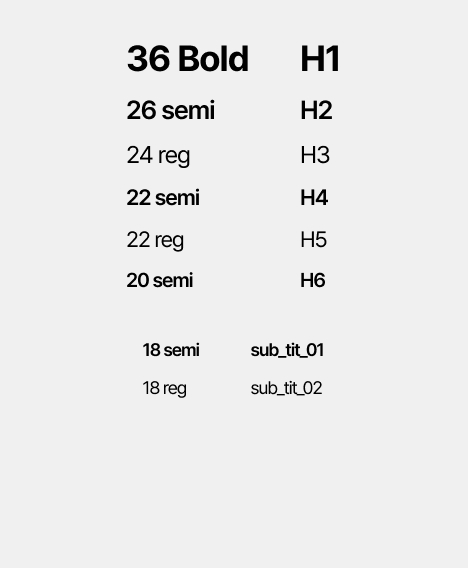 36 Bold H1
26 semi H2
24 reg H3
22 semi H4
22 reg H5
20 semi H6
18 semi sub_tit_01
18 reg sub_tit_02